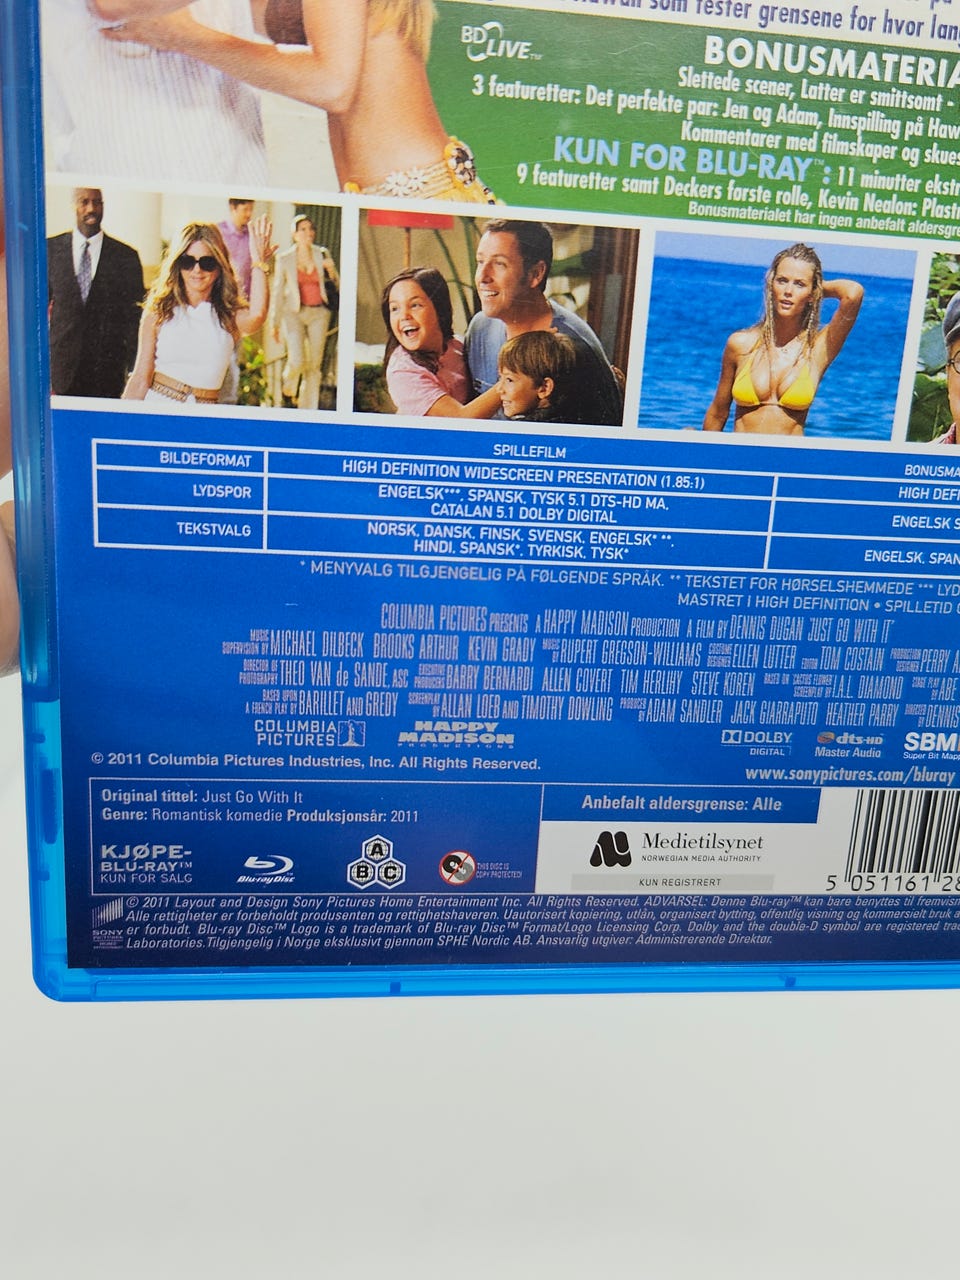 som tester grensene for hvor lang
BD LIVE™
BONUSMATERIA
Slettede scener, Latter er smittsomt -
3 featuretter: Det perfekte par: Jen og Adam, Innspilling på Haw
Kommentarer med filmskaper og skues
KUN FOR BLU-RAY™: 11 minutter ekstr
9 featuretter samt Deckers første rolle, Kevin Nealon: Plast
Bonusmaterialet har ingen anbefalt aldersgre
SPILLEFILM
BONUSMA
BILDEFORMAT
HIGH DEFINITION WIDESCREEN PRESENTATION (1.85:1)
HIGH DEFI
LYDSPOR
ENGELSK***, SPANSK, TYSK 5.1 DTS-HD MA,
CATALAN 5.1 DOLBY DIGITAL
ENGELSK S
TEKSTVALG
NORSK, DANSK, FINSK, SVENSK, ENGELSK* **,
HINDI, SPANSK*, TYRKISK, TYSK*
ENGELSK, SPAN
* MENYVALG TILGJENGELIG PÅ FØLGENDE SPRÅK. ** TEKSTET FOR HØRSELSHEMMEDE *** LYD
MASTRET I HIGH DEFINITION • SPILLETID
COLUMBIA PICTURES PRESENTS A HAPPY MADISON PRODUCTION A FILM BY DENNIS DUGAN "JUST GO WITH IT"
MUSIC SUPERVISION BY MICHAEL DILBECK BROOKS ARTHUR KEVIN GRADY MUSIC BY RUPERT GREGSON-WILLIAMS COSTUME DESIGNER ELLEN LUTTER EDITOR TOM COSTAIN PRODUCTION DESIGNER PERRY A
DIRECTOR OF PHOTOGRAPHY THEO VAN de SANDE, ASC EXECUTIVE PRODUCERS BARRY BERNARDI ALLEN COVERT TIM HERLIHY STEVE KOREN BASED ON "CACTUS FLOWER" SCREENPLAY BY I.A.L. DIAMOND STAGE PLAY BY ABE
BASED UPON A FRENCH PLAY BY BARILLET AND GREDY SCREENPLAY BY ALLAN LOEB AND TIMOTHY DOWLING PRODUCED BY ADAM SANDLER JACK GIARRAPUTO HEATHER PARRY DIRECTED BY DENNIS
COLUMBIA PICTURES
HAPPY MADISON PRODUCTIONS
DOLBY DIGITAL
dts-HD Master Audio
SBM
Super Bit Mapp
© 2011 Columbia Pictures Industries, Inc. All Rights Reserved.
www.sonypictures.com/bluray
Original tittel: Just Go With It
Genre: Romantisk komedie Produksjonsår: 2011
KJØPE-
BLU-RAY™
KUN FOR SALG
Blu-ray Disc
A B C
THIS DISC IS
COPY PROTECTED!
Anbefalt aldersgrense: Alle
Medietilsynet
NORWEGIAN MEDIA AUTHORITY
KUN REGISTRERT
5 051161 28
SONY
© 2011 Layout and Design Sony Pictures Home Entertainment Inc. All Rights Reserved. ADVARSEL: Denne Blu-ray™ kan bare benyttes til fremvisn
Alle rettigheter er forbeholdt produsenten og rettighetshaveren. Uautorisert kopiering, utlån, organisert bytting, offentlig visning og kommersielt bruk a
er forbudt. Blu-ray Disc™ Logo is a trademark of Blu-ray Disc™ Format/Logo Licensing Corp. Dolby and the double-D symbol are registered trad
Laboratories.Tilgjengelig i Norge eksklusivt gjennom SPHE Nordic AB. Ansvarlig utgiver: Administrerende Direktør.